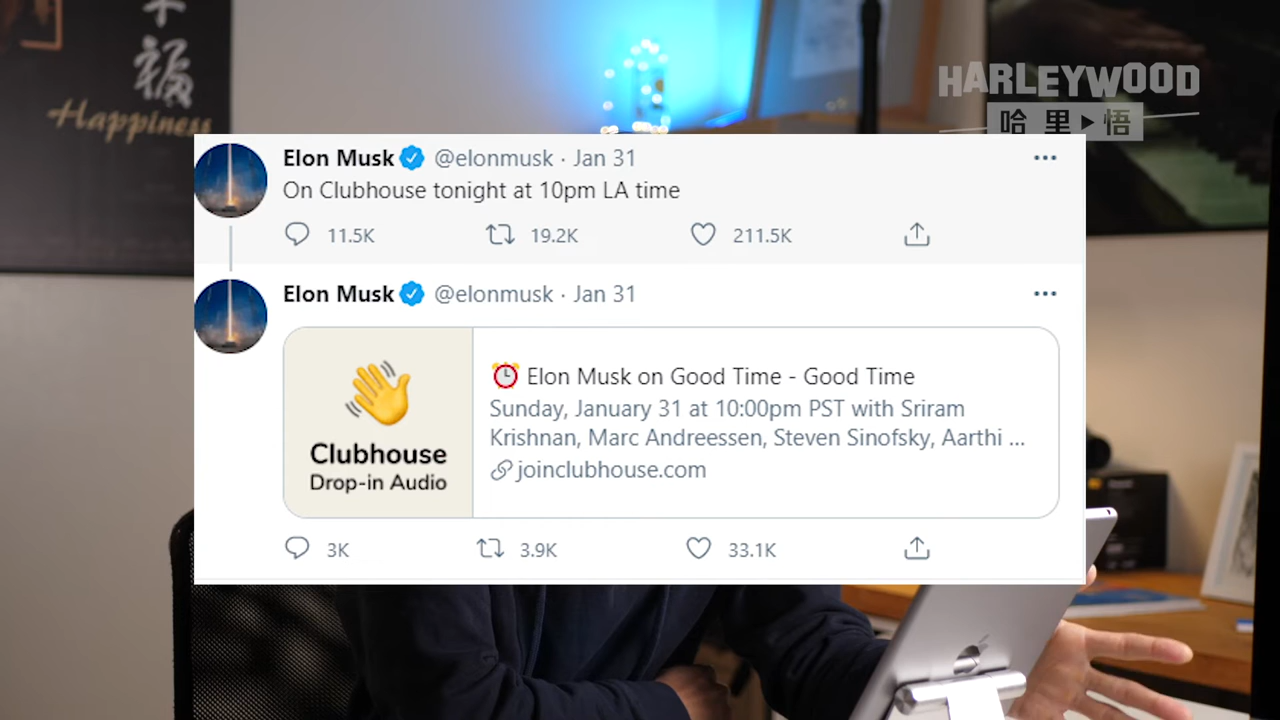 福
Happiness
HARLEYWOOD
哈里悟
Elon Musk @elonmusk · Jan 31
On Clubhouse tonight at 10pm LA time
11.5K 19.2K 211.5K
Elon Musk @elonmusk · Jan 31
Clubhouse
Drop-in Audio
⏰ Elon Musk on Good Time - Good Time
Sunday, January 31 at 10:00pm PST with Sriram
Krishnan, Marc Andreessen, Steven Sinofsky, Aarthi ...
joinclubhouse.com
3K 3.9K 33.1K